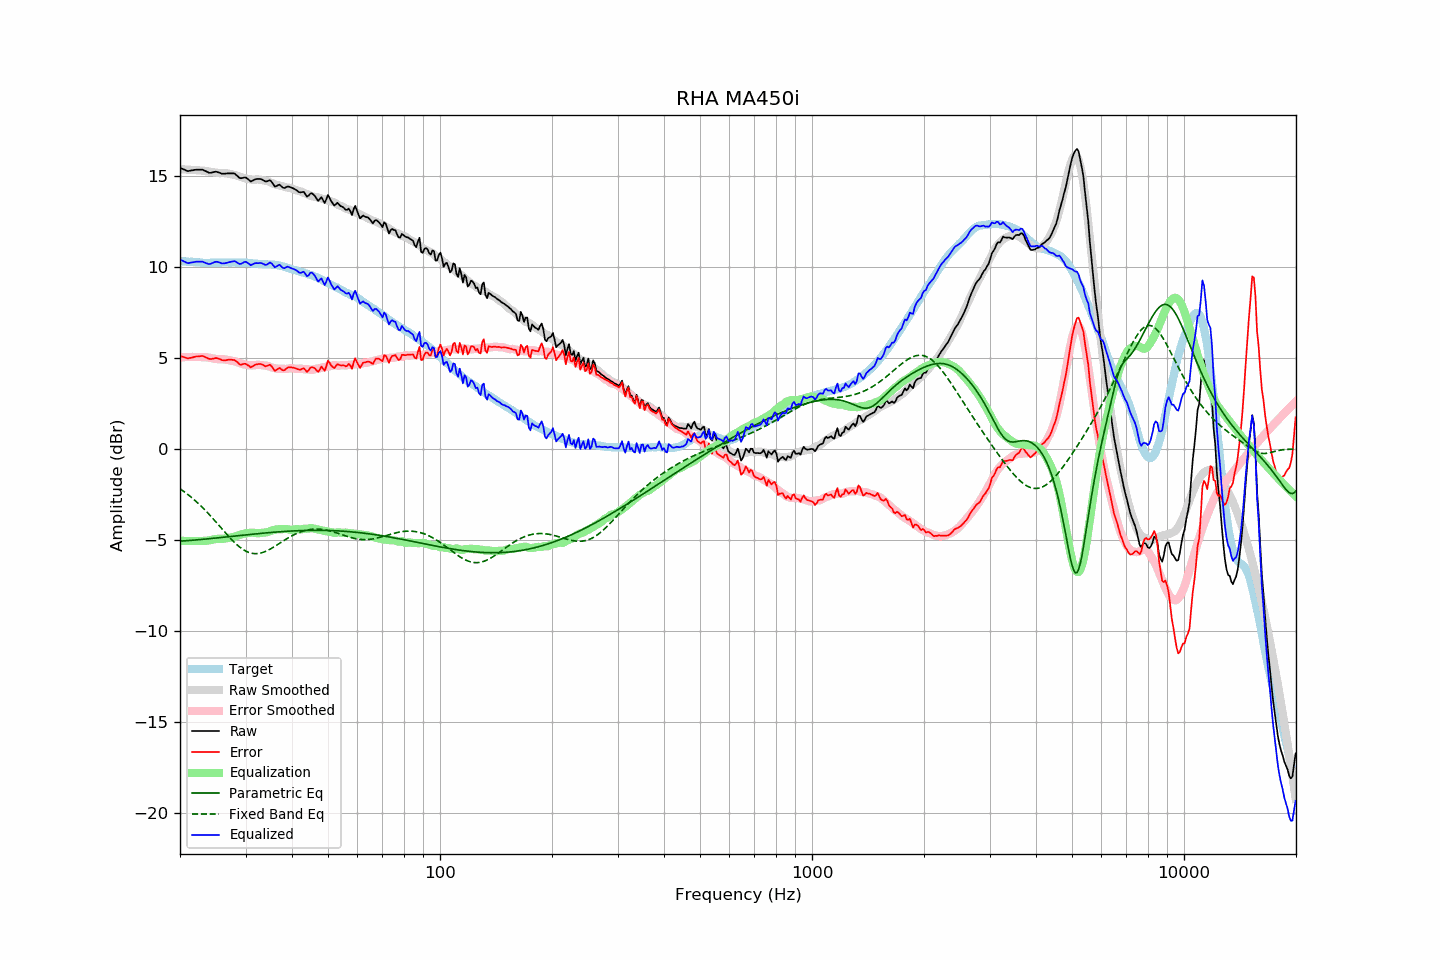 RHA MA450i
Amplitude (dBr)
15
10
5
0
−5
−10
−15
−20
Target
Raw Smoothed
Error Smoothed
Raw
Error
Equalization
Parametric Eq
Fixed Band Eq
Equalized
100
1000
10000
Frequency (Hz)